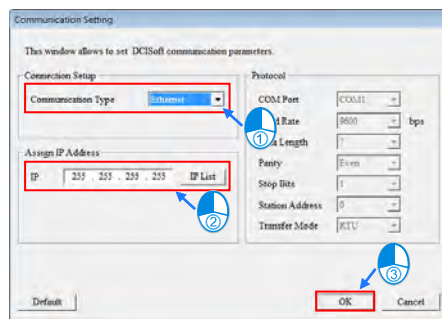 Communication Setting
This window allows to set DCISoft communication parameters.
Connection Setup
Communication Type
Ethernet
①
Assign IP Address
IP
255 . 255 . 255 . 255
IP List
②
Protocol
COM Port
COM1
Rate
9600
bps
Length
7
Parity
Even
Stop Bits
1
Station Address
0
Transfer Mode
RTU
③
Default
OK
Cancel